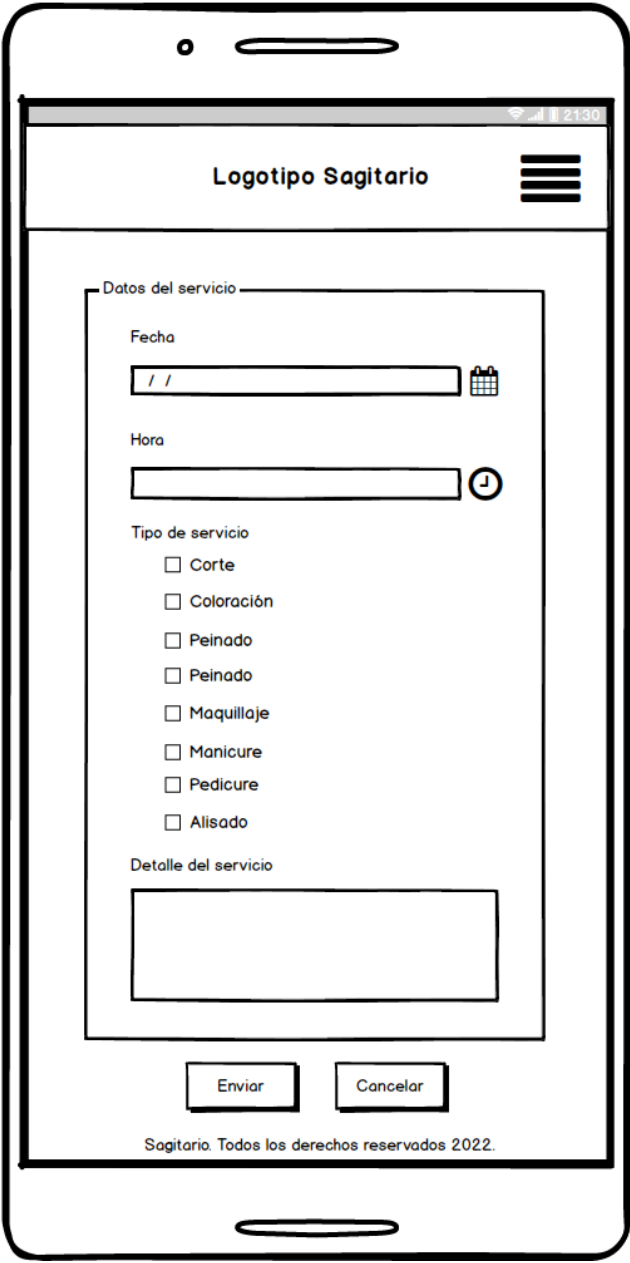 21:30
Logotipo Sagitario
Datos del servicio
Fecha
/ /
Hora
Tipo de servicio
Corte
Coloración
Peinado
Peinado
Maquillaje
Manicure
Pedicure
Alisado
Detalle del servicio
Enviar Cancelar
Sagitario. Todos los derechos reservados 2022.